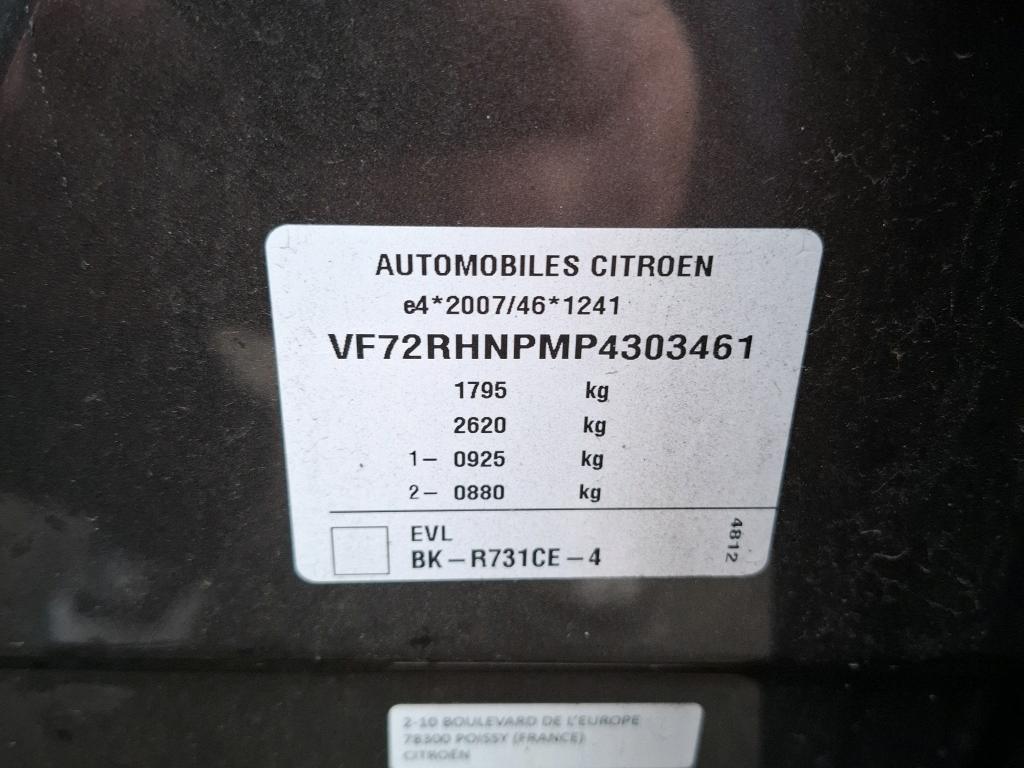 AUTOMOBILES CITROEN
e4*2007/46*1241
VF72RHNPMP4303461
1795 kg
2620 kg
1– 0925 kg
2– 0880 kg
EVL
BK–R731CE–4
4812
2-10 BOULEVARD DE L'EUROPE
78300 POISSY (FRANCE)
CITROËN